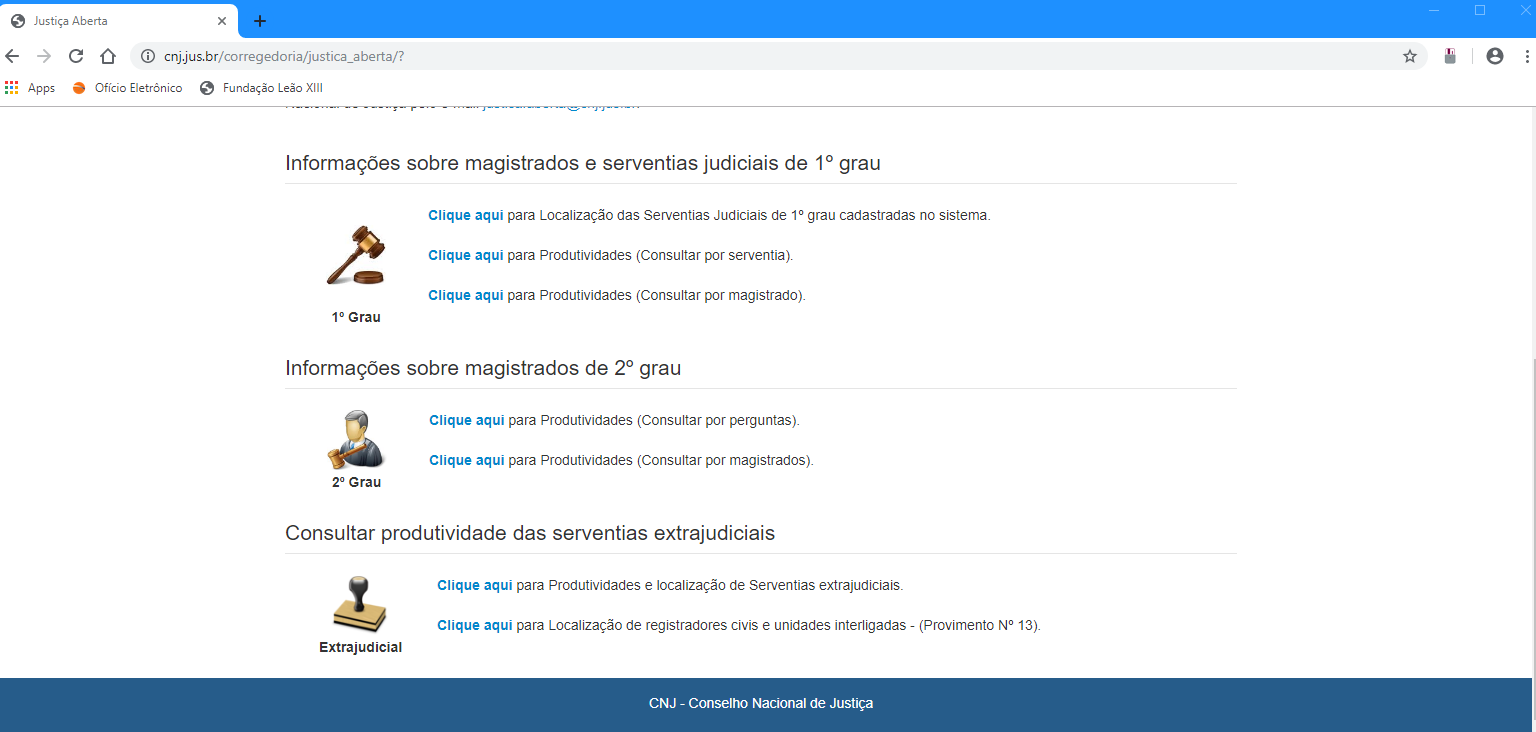 Justiça Aberta
cnj.jus.br/corregedoria/justica_aberta/?
Apps Ofício Eletrônico Fundação Leão XIII
Informações sobre magistrados e serventias judiciais de 1º grau
Clique aqui para Localização das Serventias Judiciais de 1º grau cadastradas no sistema.
Clique aqui para Produtividades (Consultar por serventia).
Clique aqui para Produtividades (Consultar por magistrado).
1º Grau
Informações sobre magistrados de 2º grau
Clique aqui para Produtividades (Consultar por perguntas).
Clique aqui para Produtividades (Consultar por magistrados).
2º Grau
Consultar produtividade das serventias extrajudiciais
Clique aqui para Produtividades e localização de Serventias extrajudiciais.
Clique aqui para Localização de registradores civis e unidades interligadas - (Provimento Nº 13).
Extrajudicial
CNJ - Conselho Nacional de Justiça